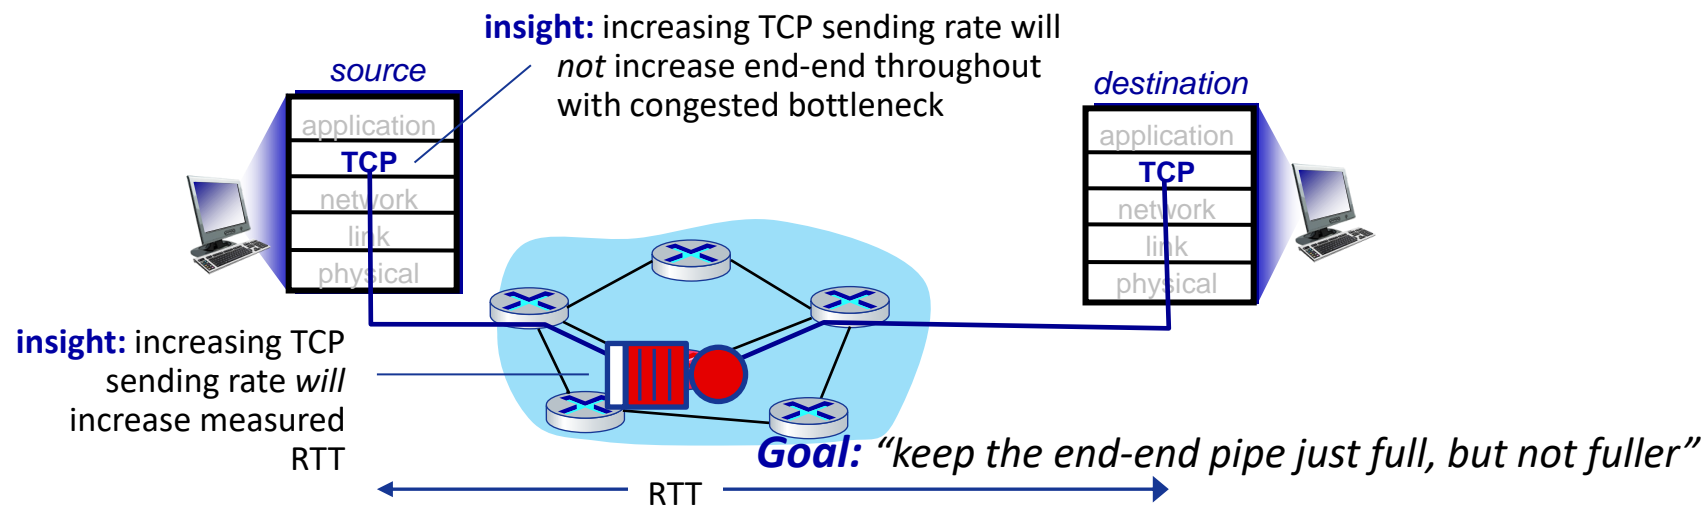 insight: increasing TCP sending rate will
not increase end-end throughout
with congested bottleneck
source
application
TCP
network
link
physical
destination
application
TCP
network
link
physical
insight: increasing TCP
sending rate will
increase measured
RTT
Goal: “keep the end-end pipe just full, but not fuller”
RTT